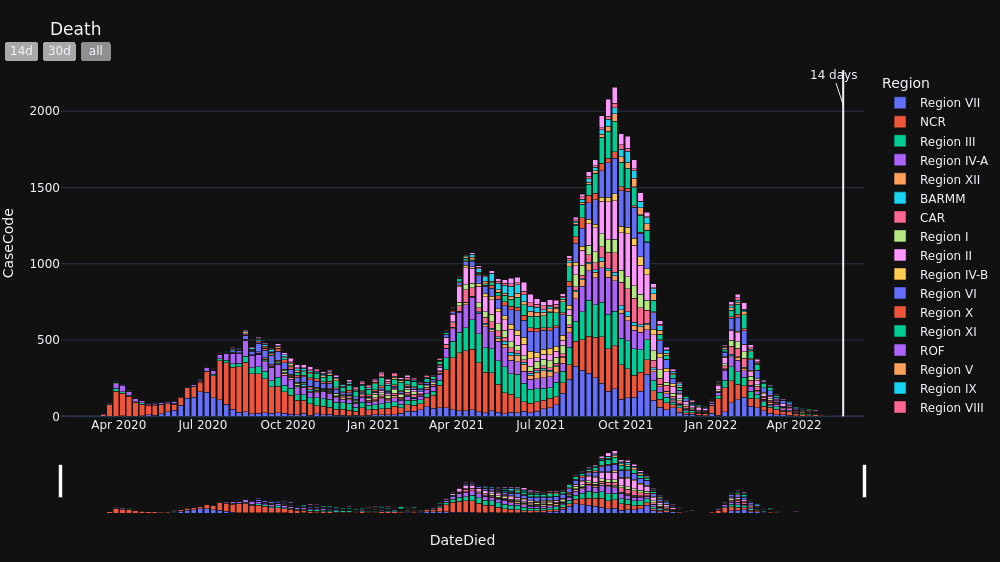 Death
14d 30d all
14 days
Region
Region VII
NCR
Region III
Region IV-A
Region XII
BARMM
CAR
Region I
Region II
Region IV-B
Region VI
Region X
Region XI
ROF
Region V
Region IX
Region VIII
CaseCode
2000
1500
1000
500
0
Apr 2020 Jul 2020 Oct 2020 Jan 2021 Apr 2021 Jul 2021 Oct 2021 Jan 2022 Apr 2022
DateDied